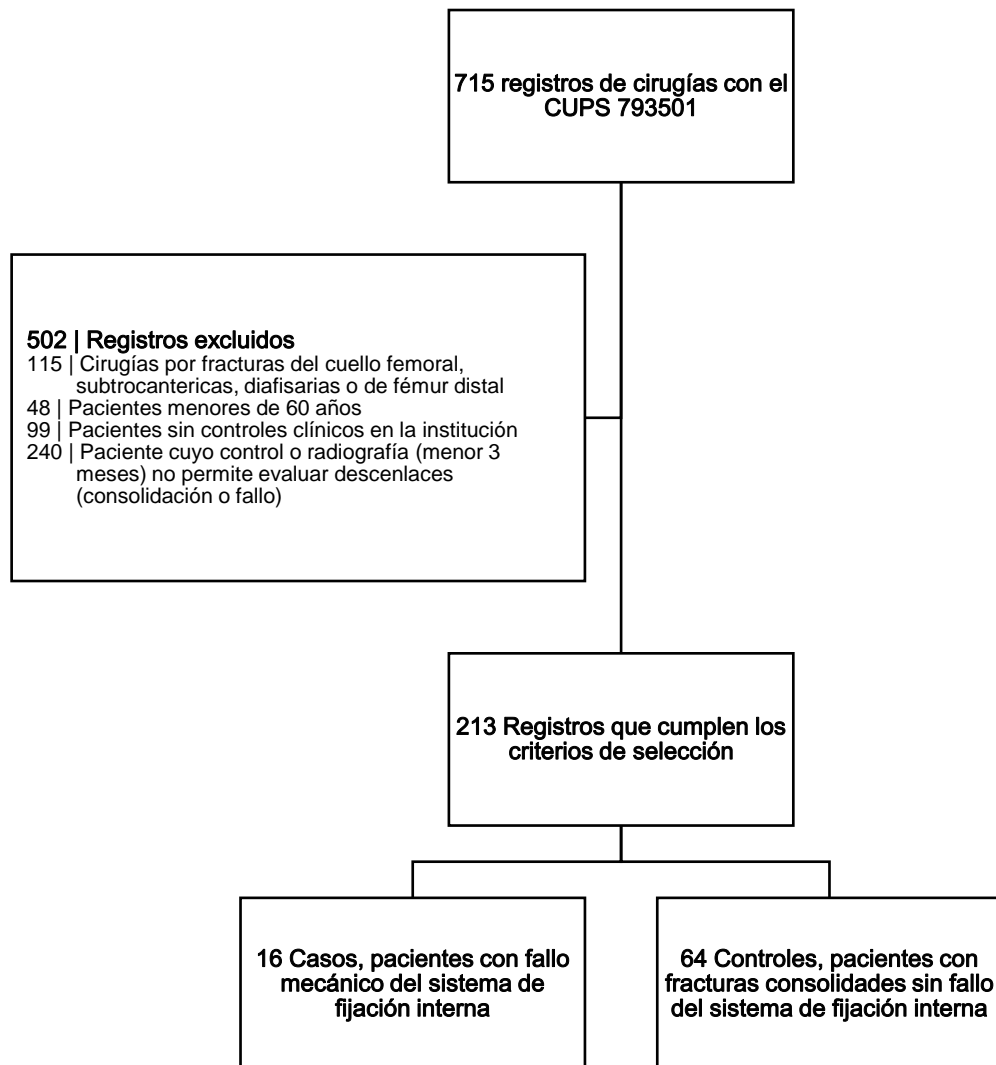 715 registros de cirugías con el
CUPS 793501
502 | Registros excluidos
115 | Cirugías por fracturas del cuello femoral,
subtrocantericas, diafisarias o de fémur distal
48 | Pacientes menores de 60 años
99 | Pacientes sin controles clínicos en la institución
240 | Paciente cuyo control o radiografía (menor 3
meses) no permite evaluar descenlaces
(consolidación o fallo)
213 Registros que cumplen los
criterios de selección
16 Casos, pacientes con fallo
mecánico del sistema de
fijación interna
64 Controles, pacientes con
fracturas consolidades sin fallo
del sistema de fijación interna